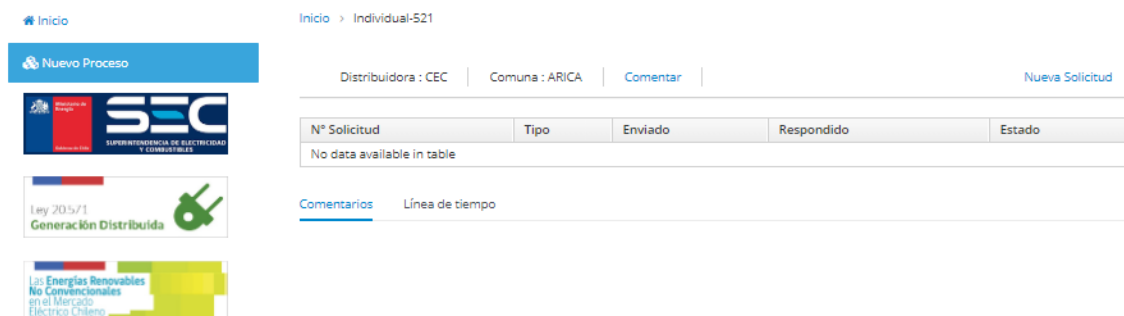 Inicio
Nuevo Proceso
Ministerio de Energía
Gobierno de Chile
SEC
SUPERINTENDENCIA DE ELECTRICIDAD
Y COMBUSTIBLES
Ley 20.571
Generación Distribuida
Las Energías Renovables
No Convencionales
en el Mercado
Eléctrico Chileno
Inicio > Individual-521
Distribuidora : CEC Comuna : ARICA Comentar Nueva Solicitud
N° Solicitud Tipo Enviado Respondido Estado
No data available in table
Comentarios Línea de tiempo